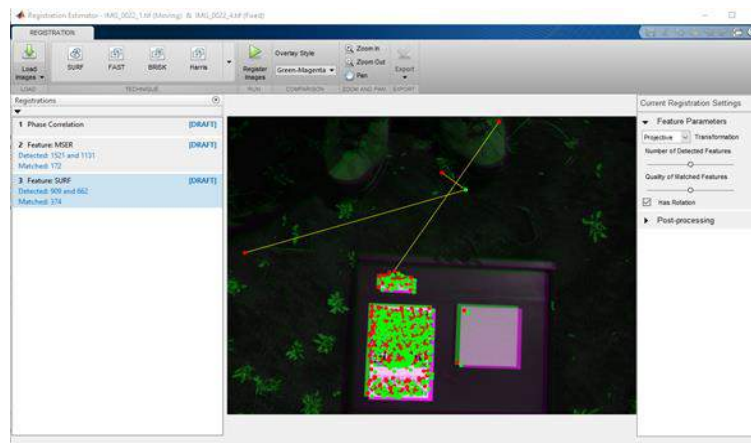 Registration Estimator - IMG_0022_1.tif (Moving) & IMG_0022_4.tif (Fixed)
REGISTRATION
Load Images
SURF
FAST
BRISK
Harris
Register Images
Overlay Style
Green-Magenta
Zoom In
Zoom Out
Pan
Export
LOAD
TECHNIQUE
RUN
COMPARISON
ZOOM AND PAN
EXPORT
Registrations
1 Phase Correlation [DRAFT]
2 Feature: MSER [DRAFT]
Detected: 1521 and 1131
Matched: 172
3 Feature: SURF [DRAFT]
Detected: 909 and 662
Matched: 374
Current Registration Settings
Feature Parameters
Projective Transformation
Number of Detected Features
Quality of Matched Features
Has Rotation
Post-processing